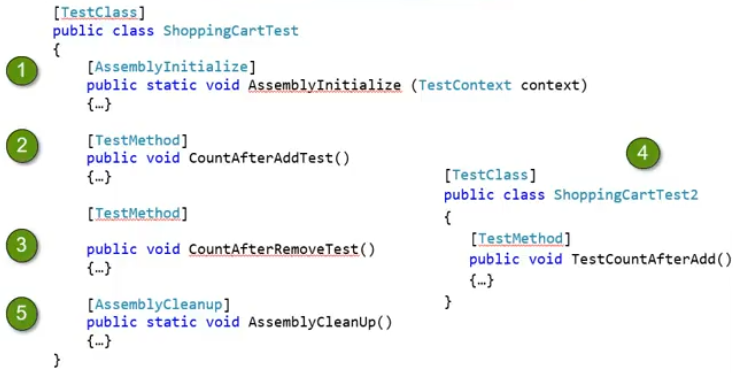 [TestClass]
public class ShoppingCartTest
{
1
[AssemblyInitialize]
public static void AssemblyInitialize (TestContext context)
{…}
2
[TestMethod]
public void CountAfterAddTest()
{…}
[TestMethod]
3
public void CountAfterRemoveTest()
{…}
5
[AssemblyCleanup]
public static void AssemblyCleanUp()
{…}
}
4
[TestClass]
public class ShoppingCartTest2
{
[TestMethod]
public void TestCountAfterAdd()
{…}
}